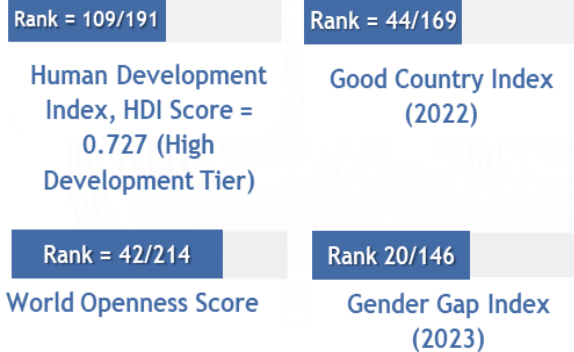 Rank = 109/191
Human Development
Index, HDI Score =
0.727 (High
Development Tier)
Rank = 44/169
Good Country Index
(2022)
Rank = 42/214
World Openness Score
Rank 20/146
Gender Gap Index
(2023)